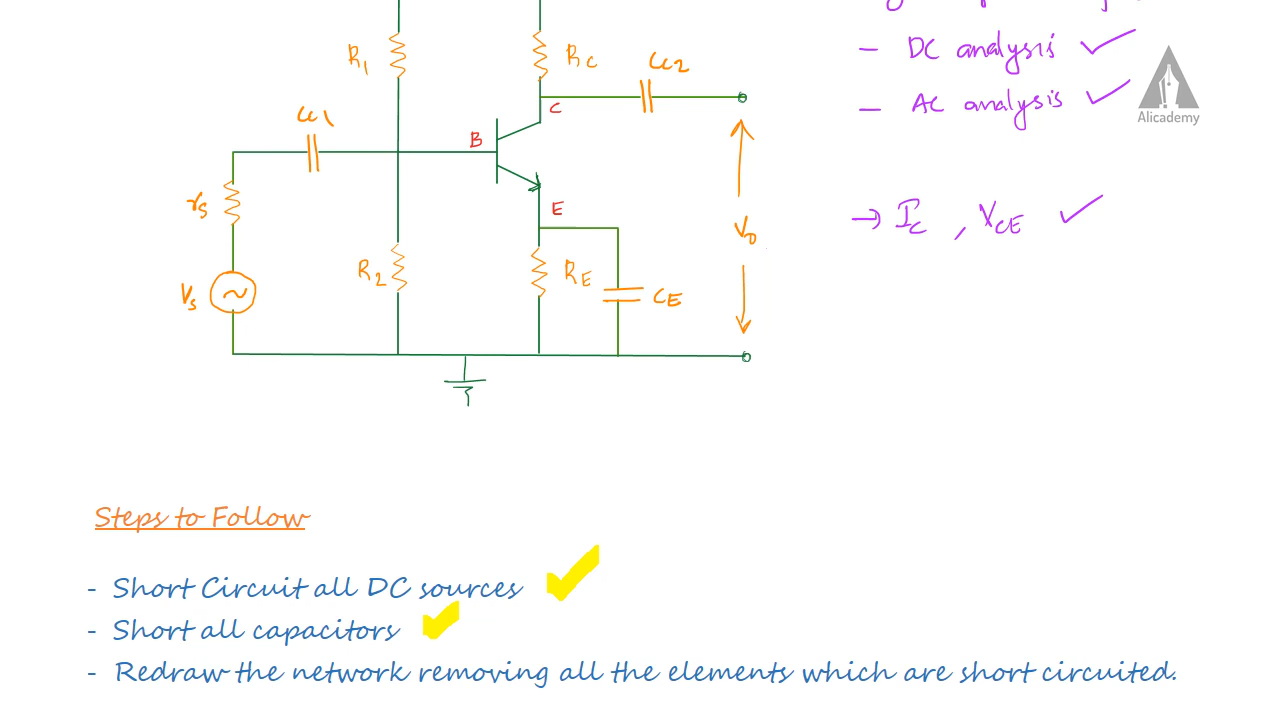 - DC analysis
- AC analysis
Alicademy
R1
RC
CC2
C
CC1
B
E
rs
→ IC , VCE
Vo
R2
RE
Vs
CE
Steps to Follow
- Short Circuit all DC sources
- Short all capacitors
- Redraw the network removing all the elements which are short circuited.